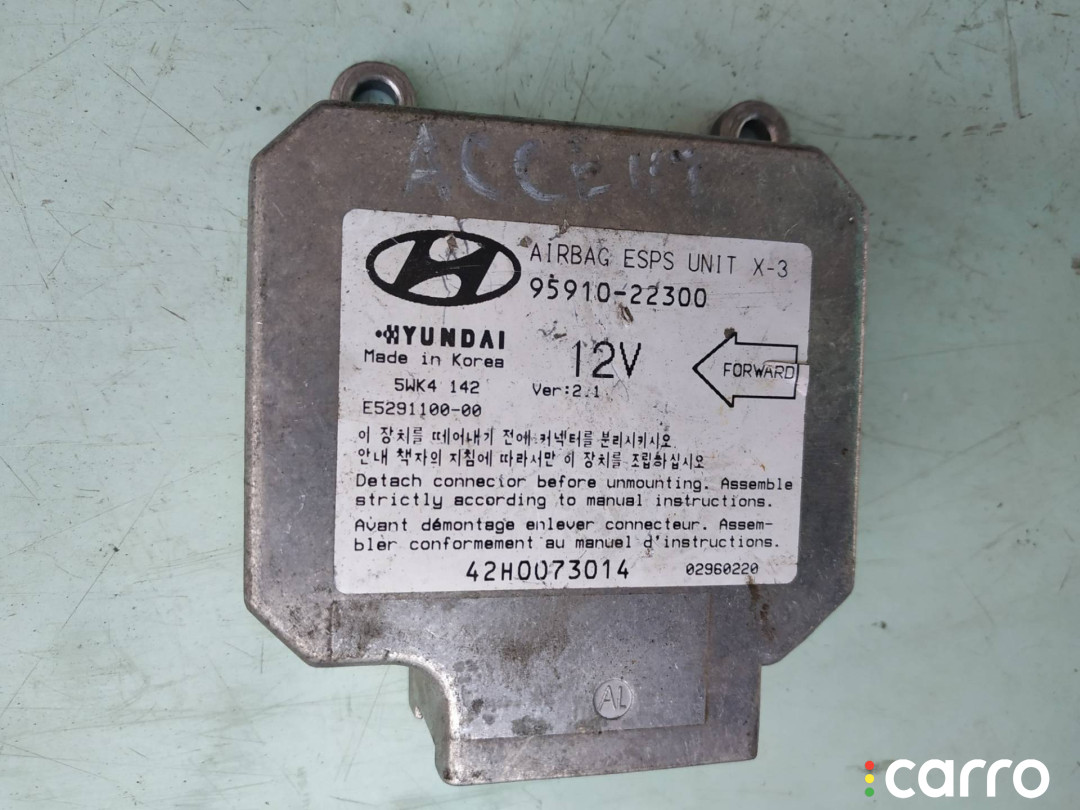 ACCENT
AIRBAG ESPS UNIT X-3
95910-22300
HYUNDAI
Made in Korea
12V
FORWARD
5WK4 142
Ver:2.1
E5291100-00
이 장치를 떼어내기 전에 커넥터를 분리시키시오
안내 책자의 지침에 따라서만 이 장치를 조립하십시오
Detach connecior before unmounting. Assemble
strictly according to manual instructions.
Avant démontage enlever connecteur. Assem-
bler conformement au manuel d'instructions.
42H0073014
02960220
AL
carro